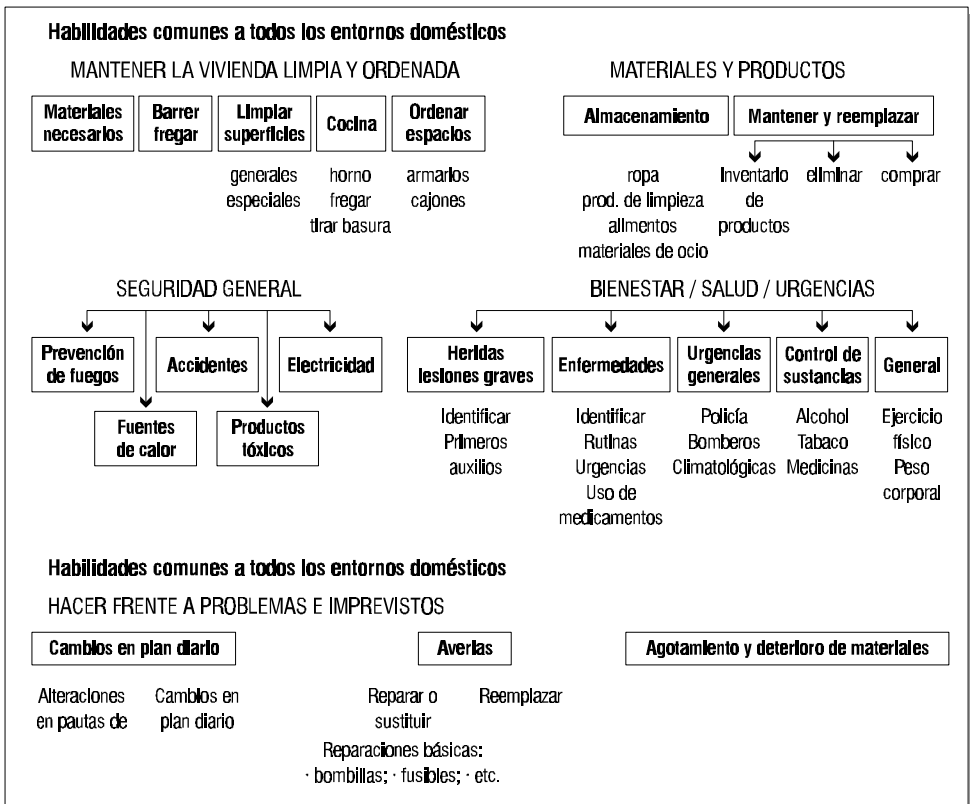 Habilidades comunes a todos los entornos domésticos
MANTENER LA VIVIENDA LIMPIA Y ORDENADA
Materiales
necesarios
Barrer
fregar
Limpiar
superficies
generales
especiales
Cocina
horno
fregar
tirar basura
Ordenar
espacios
armarios
cajones
MATERIALES Y PRODUCTOS
Almacenamiento
ropa
prod. de limpieza
alimentos
materiales de ocio
Mantener y reemplazar
Inventario
de
productos
eliminar
comprar
SEGURIDAD GENERAL
Prevención
de fuegos
Fuentes
de calor
Accidentes
Productos
tóxicos
Electricidad
BIENESTAR / SALUD / URGENCIAS
Heridas
lesiones graves
Identificar
Primeros
auxilios
Enfermedades
Identificar
Rutinas
Urgencias
Uso de
medicamentos
Urgencias
generales
Policía
Bomberos
Climatológicas
Control de
sustancias
Alcohol
Tabaco
Medicinas
General
Ejercicio
físico
Peso
corporal
Habilidades comunes a todos los entornos domésticos
HACER FRENTE A PROBLEMAS E IMPREVISTOS
Cambios en plan diario
Alteraciones
en pautas de
Cambios en
plan diario
Averías
Reparar o
sustituir
Reemplazar
Reparaciones básicas:
· bombillas; · fusibles; · etc.
Agotamiento y deterioro de materiales